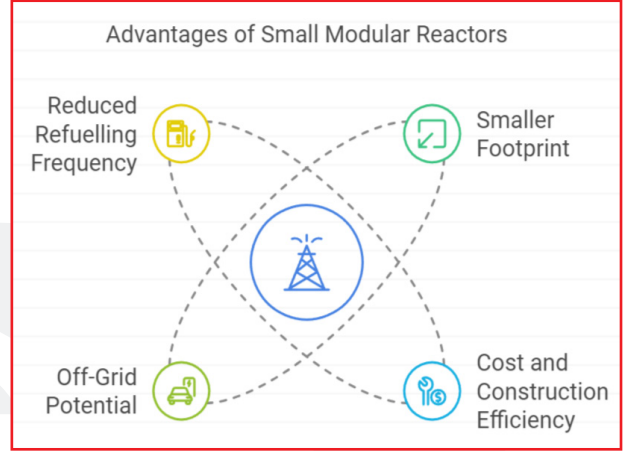 Advantages of Small Modular Reactors
Reduced
Refuelling
Frequency
Smaller
Footprint
Off-Grid
Potential
Cost and
Construction
Efficiency